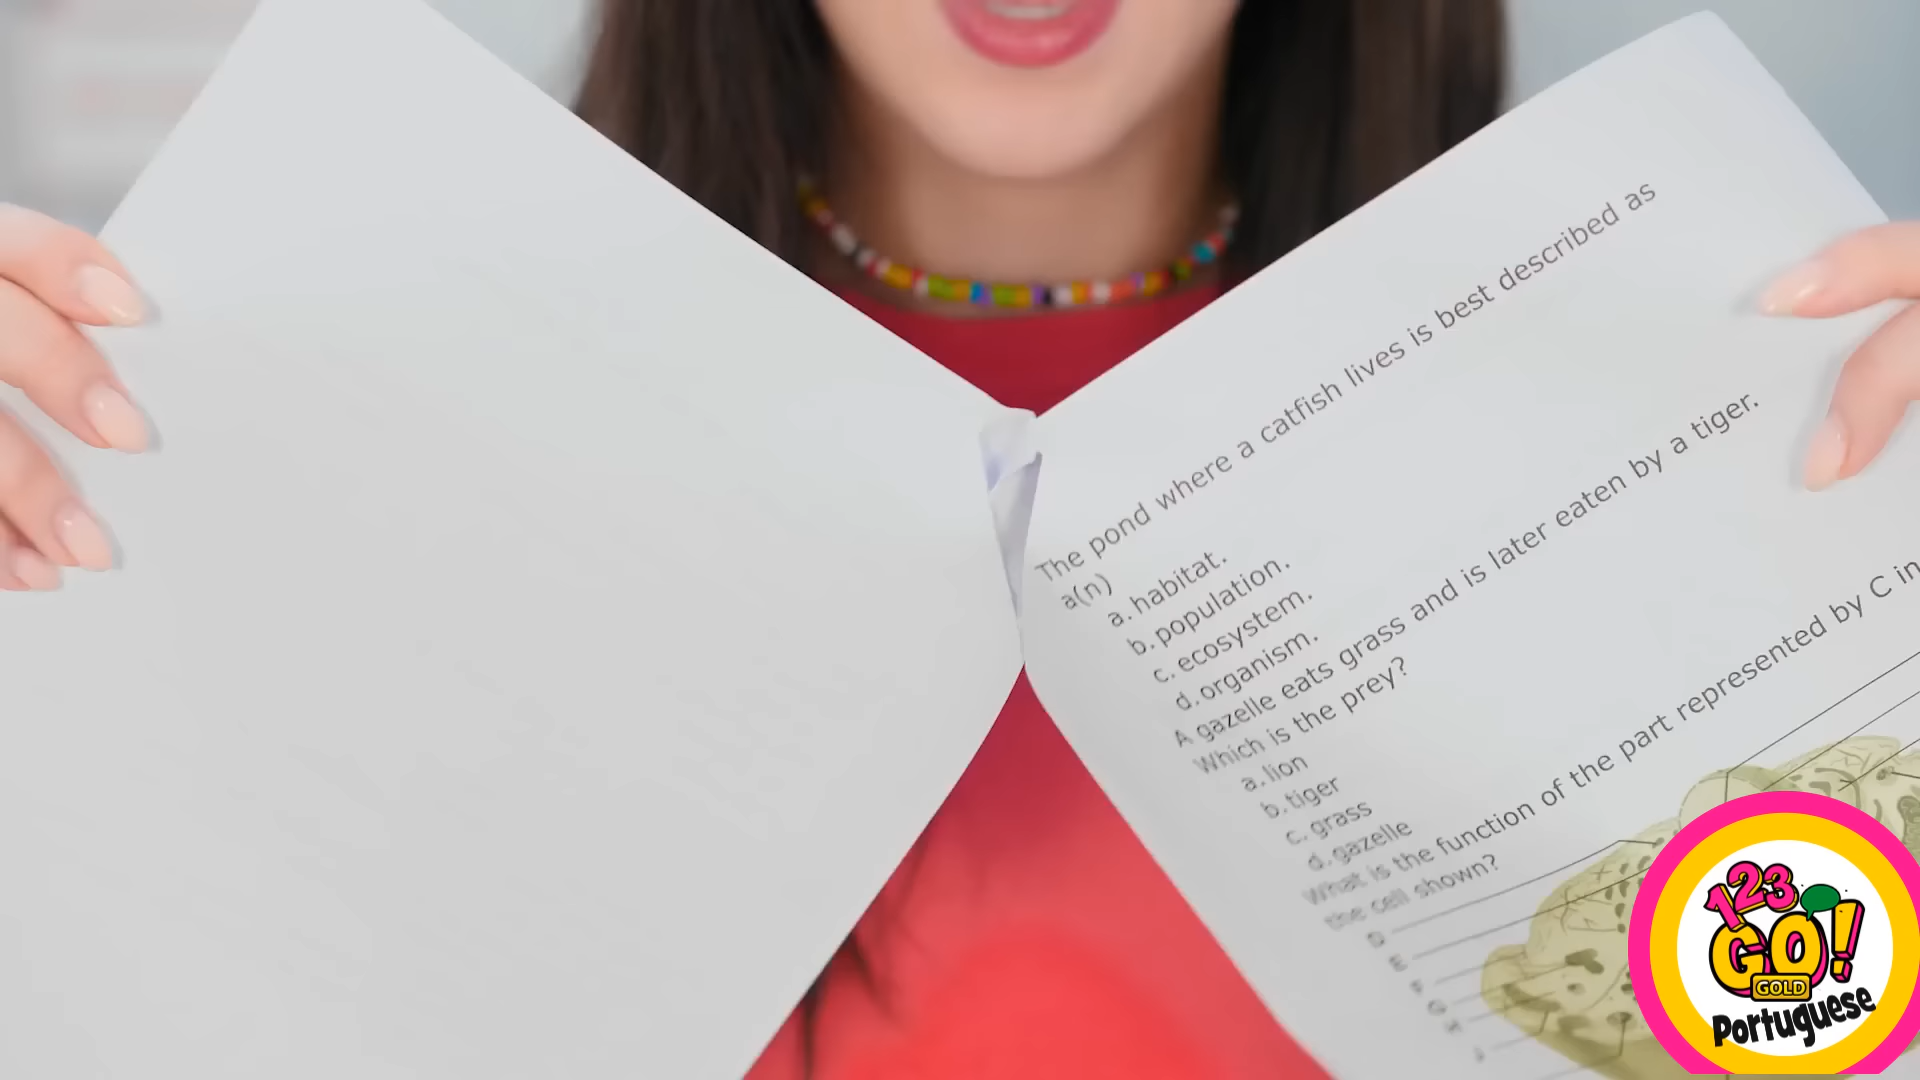 The pond where a catfish lives is best described as
a(n)
a. habitat.
b. population.
c. ecosystem.
d. organism.
A gazelle eats grass and is later eaten by a tiger.
Which is the prey?
a. lion
b. tiger
c. grass
d. gazelle
What is the function of the part represented by C in
the cell shown?
123
GO!
GOLD
Portuguese